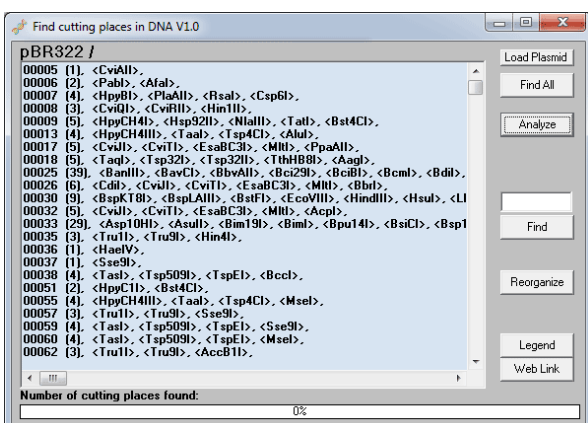 Find cutting places in DNA V1.0
pBR322 /
00005 (1), <CviAII>,
00006 (2), <PabI>, <AfaI>,
00007 (4), <HpyBI>, <PlaAII>, <RsaI>, <Csp6I>,
00008 (3), <CviQI>, <CviRII>, <Hin1II>,
00009 (5), <HpyCH4I>, <Hsp92II>, <NlaIII>, <TatI>, <Bst4CI>,
00013 (4), <HpyCH4III>, <TaaI>, <Tsp4CI>, <AluI>,
00017 (5), <CviJI>, <CviTI>, <EsaBC3I>, <MltI>, <PpaAII>,
00018 (5), <TaqI>, <Tsp32I>, <Tsp32II>, <TthHB8I>, <AagI>,
00025 (39), <BanIII>, <BavCI>, <BbvAII>, <Bci29I>, <BciBI>, <BcmI>, <BdiI>,
00026 (6), <CdiI>, <CviJI>, <CviTI>, <EsaBC3I>, <MltI>, <BbrI>,
00030 (9), <BspKT8I>, <BspLAIII>, <BstFI>, <EcoVIII>, <HindIII>, <HsuI>, <Ll
00032 (5), <CviJI>, <CviTI>, <EsaBC3I>, <MltI>, <AcpI>,
00033 (29), <Asp10HI>, <AsuII>, <Bim19I>, <BimI>, <Bpu14I>, <BsiCI>, <Bsp1
00035 (3), <Tru1I>, <Tru9I>, <Hin4I>,
00036 (1), <HaeIV>,
00037 (1), <Sse9I>,
00038 (4), <TasI>, <Tsp509I>, <TspEI>, <BccI>,
00051 (2), <HpyC1I>, <Bst4CI>,
00055 (4), <HpyCH4III>, <TaaI>, <Tsp4CI>, <MseI>,
00057 (3), <Tru1I>, <Tru9I>, <Sse9I>,
00059 (4), <TasI>, <Tsp509I>, <TspEI>, <Sse9I>,
00060 (4), <TasI>, <Tsp509I>, <TspEI>, <MseI>,
00062 (3), <Tru1I>, <Tru9I>, <AccB1I>,
Number of cutting places found:
0%
Load Plasmid
Find All
Analyze
Find
Reorganize
Legend
Web Link